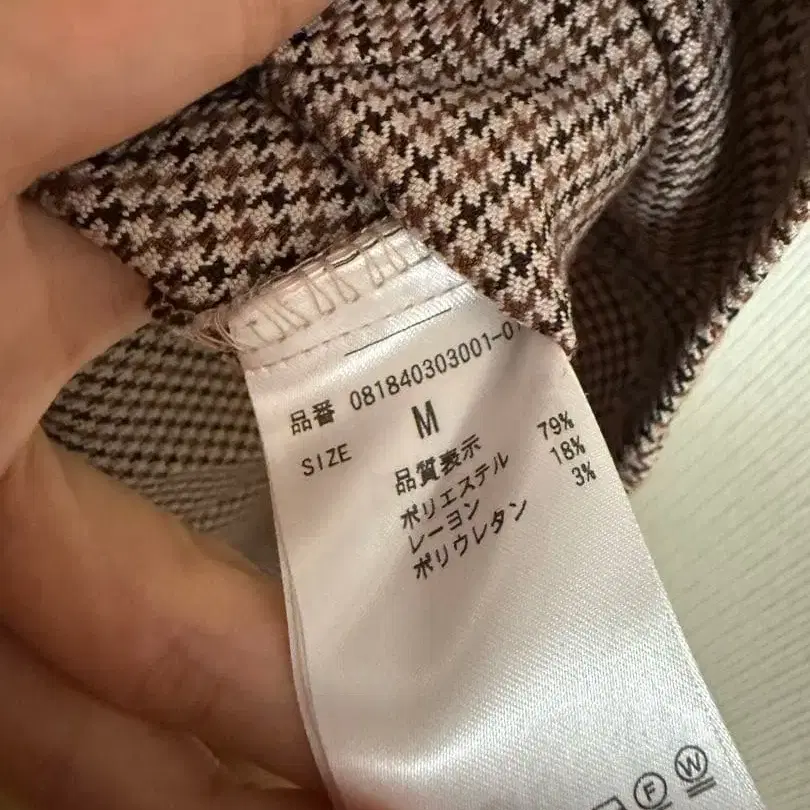 品番 081840303001-01
SIZE M
品質表示
ポリエステル 79%
レーヨン 18%
ポリウレタン 3%
F W